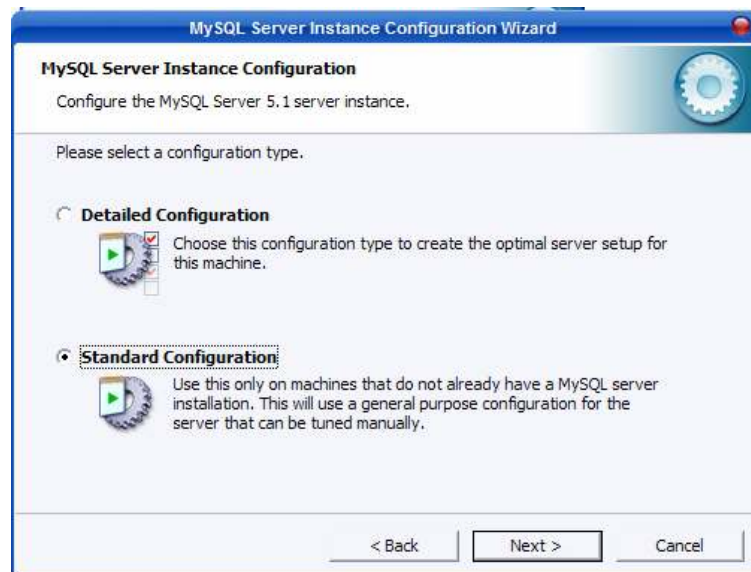 MySQL Server Instance Configuration Wizard
MySQL Server Instance Configuration
Configure the MySQL Server 5.1 server instance.
Please select a configuration type.
Detailed Configuration
Choose this configuration type to create the optimal server setup for
this machine.
Standard Configuration
Use this only on machines that do not already have a MySQL server
installation. This will use a general purpose configuration for the
server that can be tuned manually.
< Back
Next >
Cancel